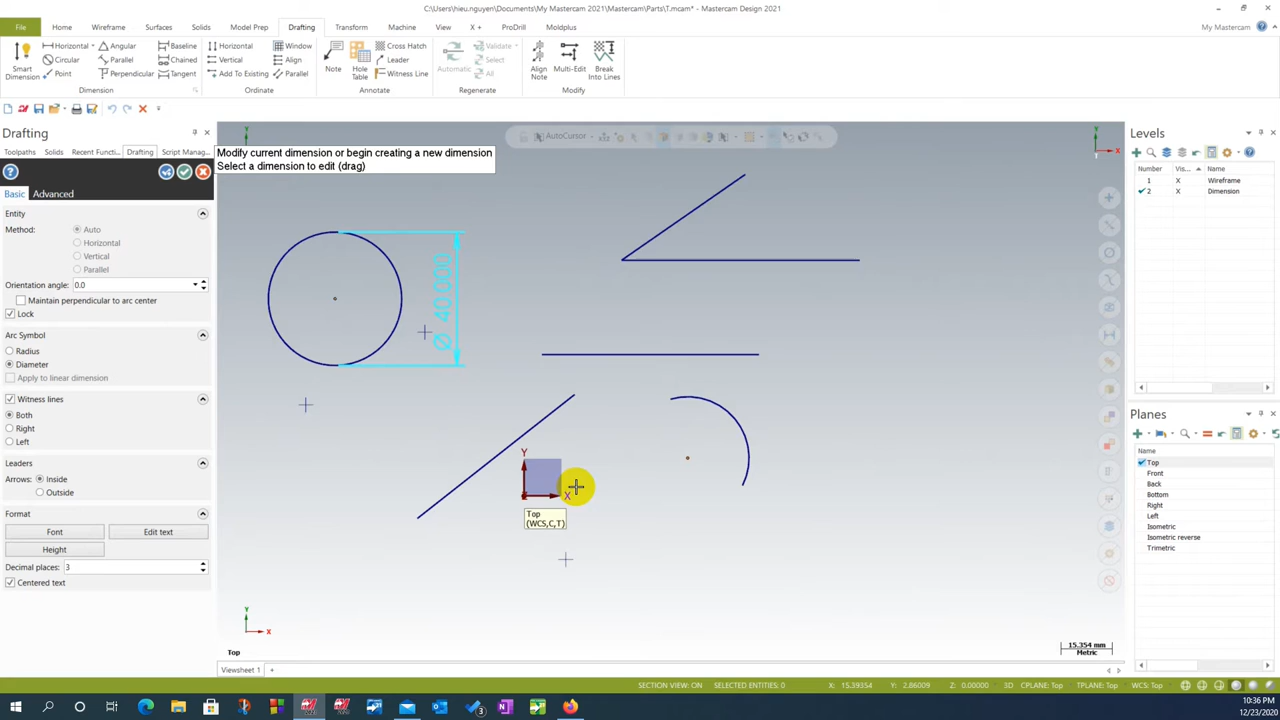 C:\Users\hieu.nguyen\Documents\My Mastercam 2021\Mastercam\Parts\T.mcam* - Mastercam Design 2021
File Home Wireframe Surfaces Solids Model Prep Drafting Transform Machine View X + ProDrill Moldplus My Mastercam
Horizontal Angular Baseline Horizontal Window Cross Hatch Validate
Circular Parallel Chained Vertical Align Leader Select
Point Perpendicular Tangent Add To Existing Parallel Witness Line All
Smart Dimension
Note
Hole Table
Automatic
Align Note
Multi-Edit
Break Into Lines
Dimension Ordinate Annotate Regenerate Modify
Drafting
Toolpaths Solids Recent Functi... Drafting Script Manag...
Basic Advanced
Entity
Method: Auto
Horizontal
Vertical
Parallel
Orientation angle: 0.0
Maintain perpendicular to arc center
Lock
Arc Symbol
Radius
Diameter
Apply to linear dimension
Witness lines
Both
Right
Left
Leaders
Arrows: Inside
Outside
Format
Font Edit text
Height
Decimal places: 3
Centered text
AutoCursor
Modify current dimension or begin creating a new dimension
Select a dimension to edit (drag)
Y
X
T
Ø 40.000
Y
X
Top
(WCS,C,T)
Y
X
Top
15.354 mm
Metric
Viewsheet 1 +
Levels
Number Vis... Name
1 X Wireframe
2 X Dimension
Planes
Name
Top
Front
Back
Bottom
Right
Left
Isometric
Isometric reverse
Trimetric
SECTION VIEW: ON SELECTED ENTITIES: 0 X: 15.39354 Y: 2.86009 Z: 0.00000 3D CPLANE: Top TPLANE: Top WCS: Top
10:36 PM
12/23/2020